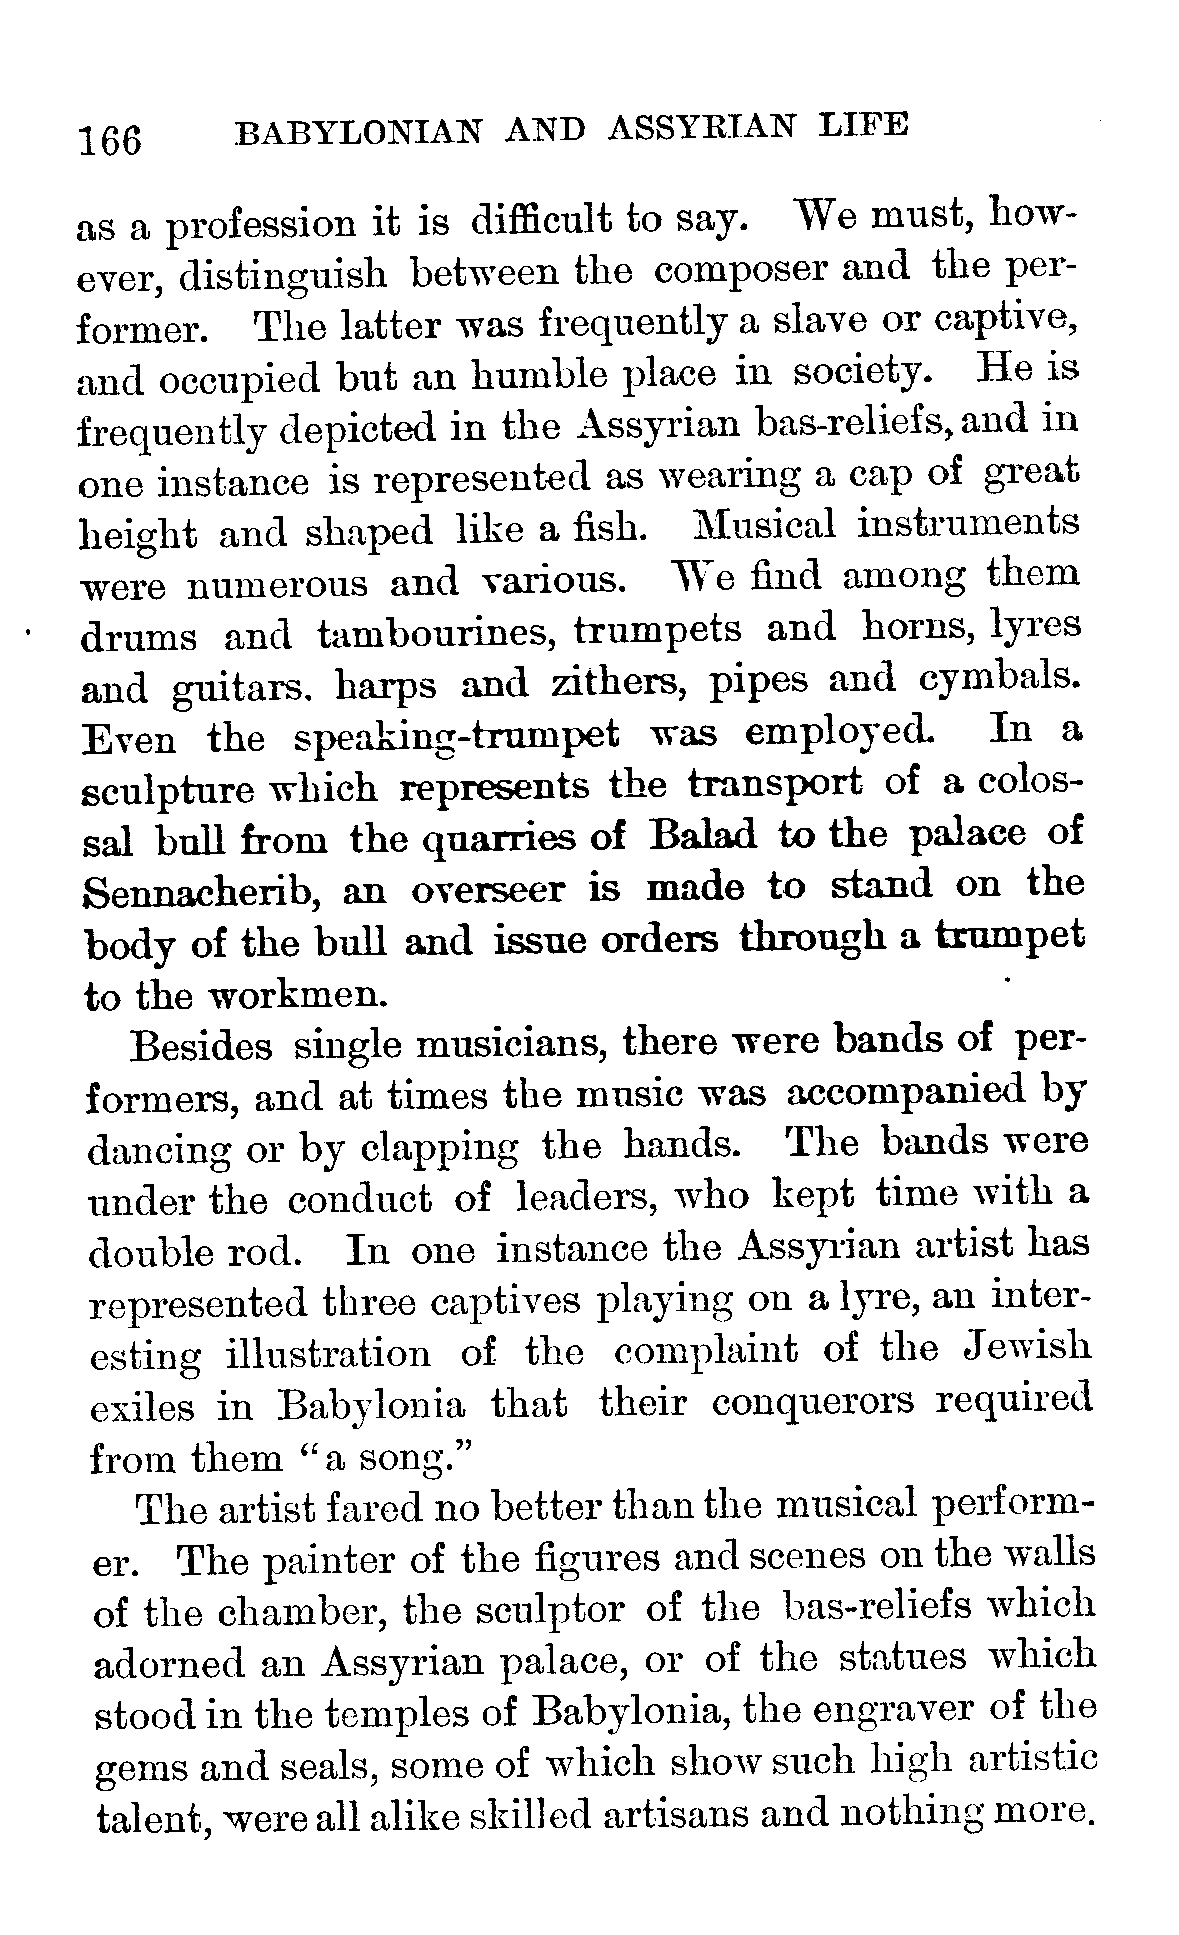 166 BABYLONIAN AND ASSYRIAN LIFE
as a profession it is difficult to say. We must, how-
ever, distinguish between the composer and the per-
former. The latter was frequently a slave or captive,
and occupied but an humble place in society. He is
frequently depicted in the Assyrian bas-reliefs, and in
one instance is represented as wearing a cap of great
height and shaped like a fish. Musical instruments
were numerous and various. We find among them
drums and tambourines, trumpets and horns, lyres
and guitars. harps and zithers, pipes and cymbals.
Even the speaking-trumpet was employed. In a
sculpture which represents the transport of a colos-
sal bull from the quarries of Balad to the palace of
Sennacherib, an overseer is made to stand on the
body of the bull and issue orders through a trumpet
to the workmen.
Besides single musicians, there were bands of per-
formers, and at times the music was accompanied by
dancing or by clapping the hands. The bands were
under the conduct of leaders, who kept time with a
double rod. In one instance the Assyrian artist has
represented three captives playing on a lyre, an inter-
esting illustration of the complaint of the Jewish
exiles in Babylonia that their conquerors required
from them "a song."
The artist fared no better than the musical perform-
er. The painter of the figures and scenes on the walls
of the chamber, the sculptor of the bas-reliefs which
adorned an Assyrian palace, or of the statues which
stood in the temples of Babylonia, the engraver of the
gems and seals, some of which show such high artistic
talent, were all alike skilled artisans and nothing more.